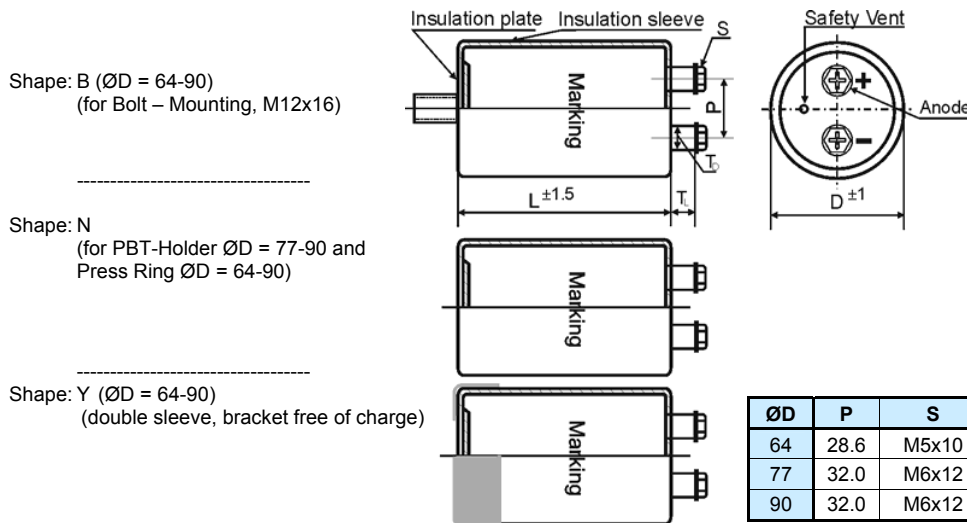 Insulation plate
Insulation sleeve
S
Safety Vent
Shape: B (ØD = 64-90)
(for Bolt – Mounting, M12x16)
Marking
P
+
−
Anode
T
L ±1.5
TL
D ±1
------------------------------------
Shape: N
(for PBT-Holder ØD = 77-90 and
Press Ring ØD = 64-90)
Marking
------------------------------------
Shape: Y (ØD = 64-90)
(double sleeve, bracket free of charge)
Marking
ØD P S
64 28.6 M5x10
77 32.0 M6x12
90 32.0 M6x12